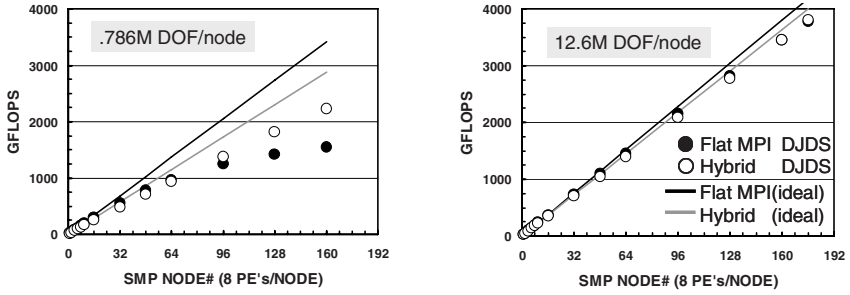 4000
3000
2000
1000
0
GFLOPS
.786M DOF/node
0 32 64 96 128 160 192
SMP NODE# (8 PE's/NODE)
4000
3000
2000
1000
0
GFLOPS
12.6M DOF/node
Flat MPI DJDS
Hybrid DJDS
Flat MPI(ideal)
Hybrid (ideal)
0 32 64 96 128 160 192
SMP NODE# (8 PE's/NODE)